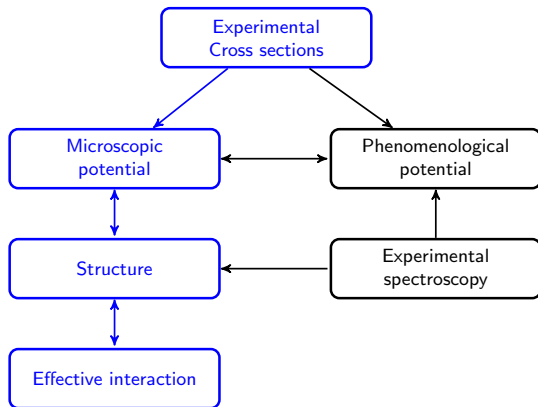 Experimental
Cross sections
Microscopic
potential
Phenomenological
potential
Structure
Experimental
spectroscopy
Effective interaction